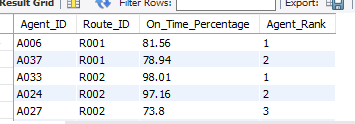 Result Grid Filter Rows: Export:
Agent_ID Route_ID On_Time_Percentage Agent_Rank
A006 R001 81.56 1
A037 R001 78.94 2
A033 R002 98.01 1
A024 R002 97.16 2
A027 R002 73.8 3